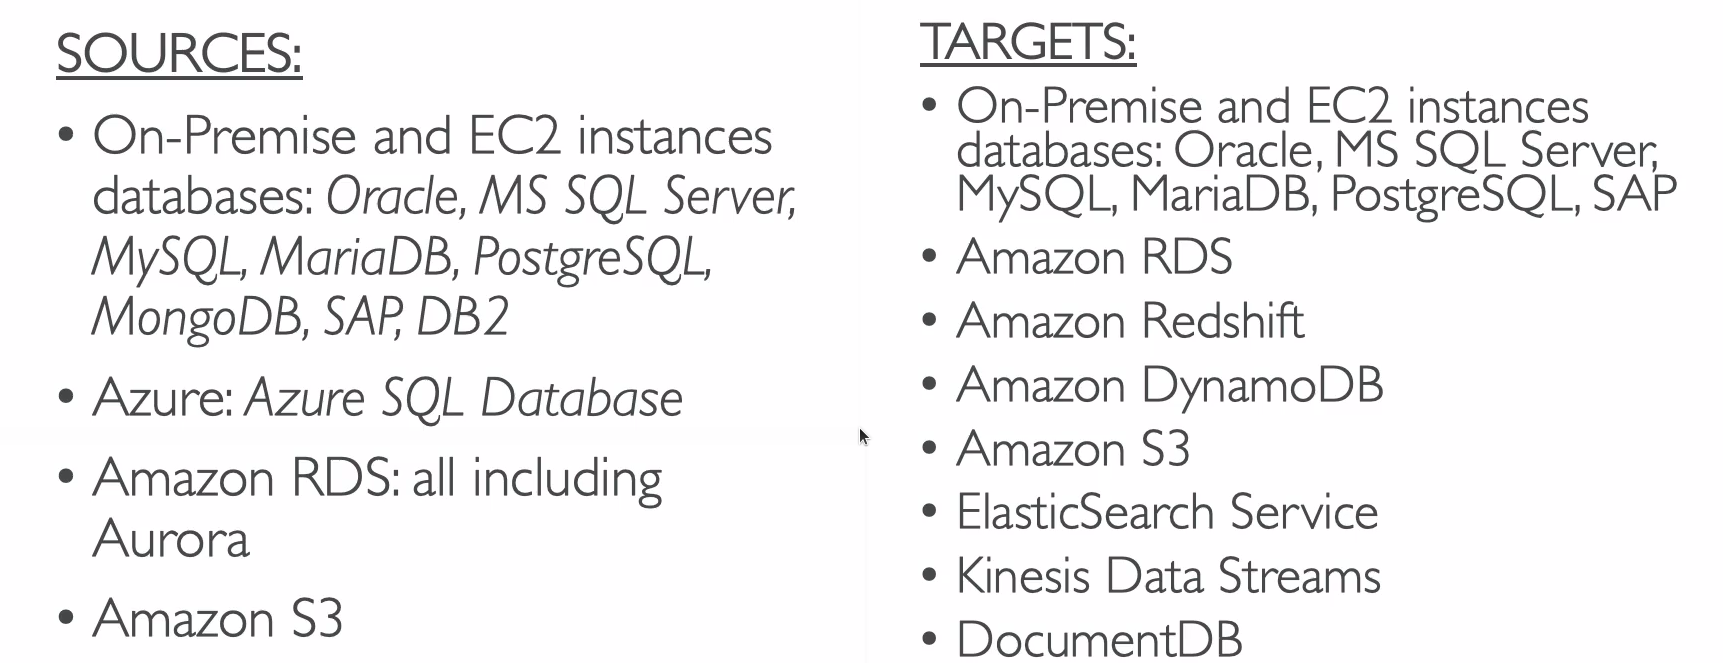 SOURCES:
• On-Premise and EC2 instances
databases: Oracle, MS SQL Server,
MySQL, MariaDB, PostgreSQL,
MongoDB, SAP, DB2
• Azure: Azure SQL Database
• Amazon RDS: all including
Aurora
• Amazon S3
TARGETS:
• On-Premise and EC2 instances
databases: Oracle, MS SQL Server,
MySQL, MariaDB, PostgreSQL, SAP
• Amazon RDS
• Amazon Redshift
• Amazon DynamoDB
• Amazon S3
• ElasticSearch Service
• Kinesis Data Streams
• DocumentDB